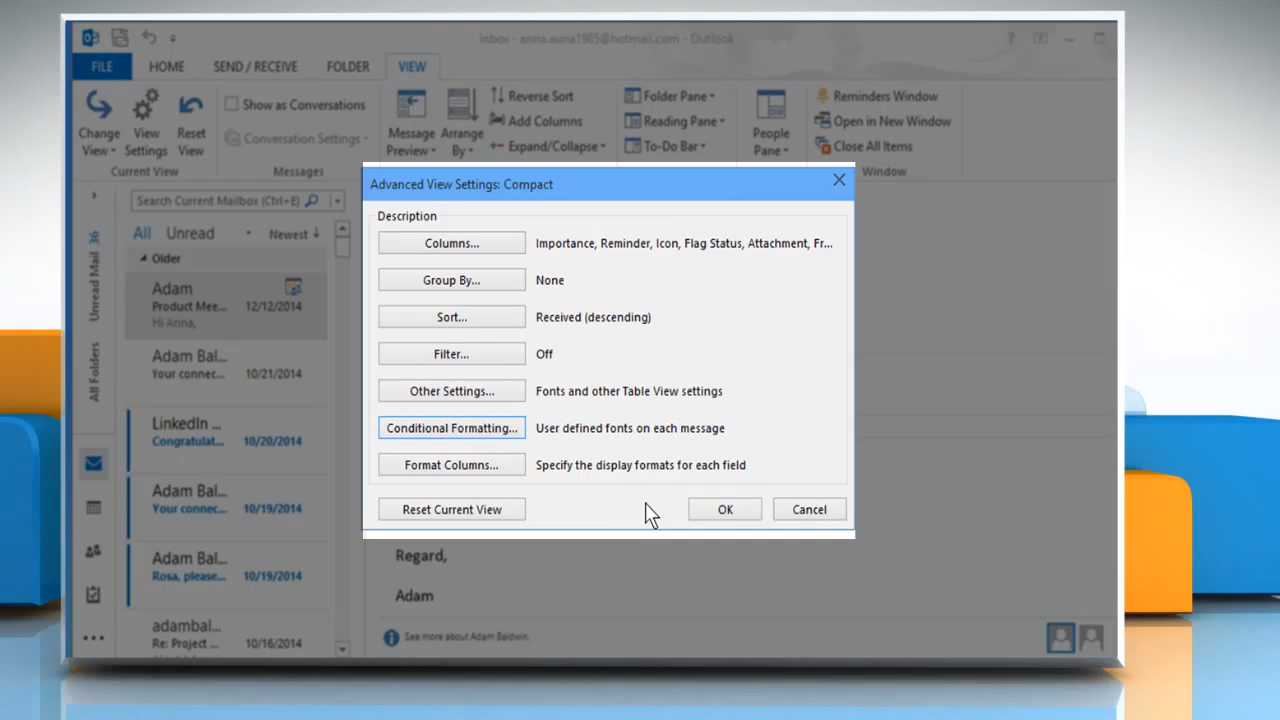 Inbox - anna.auria1985@hotmail.com - Outlook
FILE HOME SEND / RECEIVE FOLDER VIEW
Change View
View Settings
Reset View
Current View
Show as Conversations
Conversation Settings
Messages
Message Preview
Arrange By
Reverse Sort
Add Columns
Expand/Collapse
Folder Pane
Reading Pane
To-Do Bar
People Pane
Reminders Window
Open in New Window
Close All Items
Window
Search Current Mailbox (Ctrl+E)
All Unread Newest
Older
Adam
Product Mee... 12/12/2014
Hi Anna,
Adam Bal...
Your connec... 10/21/2014
LinkedIn ...
Congratulat... 10/20/2014
Adam Bal...
Your connec... 10/19/2014
Adam Bal...
Rosa, please... 10/19/2014
adambal...
Re: Project ... 10/16/2014
Unread Mail 36
All Folders
Advanced View Settings: Compact
Description
Columns... Importance, Reminder, Icon, Flag Status, Attachment, Fr...
Group By... None
Sort... Received (descending)
Filter... Off
Other Settings... Fonts and other Table View settings
Conditional Formatting... User defined fonts on each message
Format Columns... Specify the display formats for each field
Reset Current View OK Cancel
Regard,
Adam
See more about Adam Baldwin